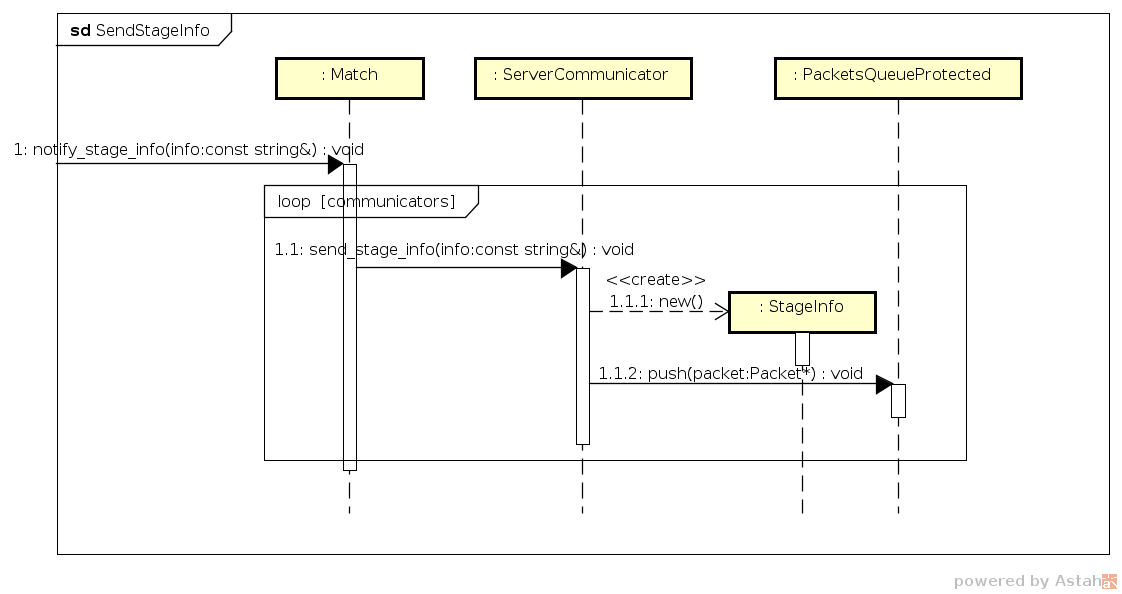 sd SendStageInfo
: Match
: ServerCommunicator
: PacketsQueueProtected
1: notify_stage_info(info:const string&) : void
loop [communicators]
1.1: send_stage_info(info:const string&) : void
<<create>>
1.1.1: new()
: StageInfo
1.1.2: push(packet:Packet*) : void
powered by Astah